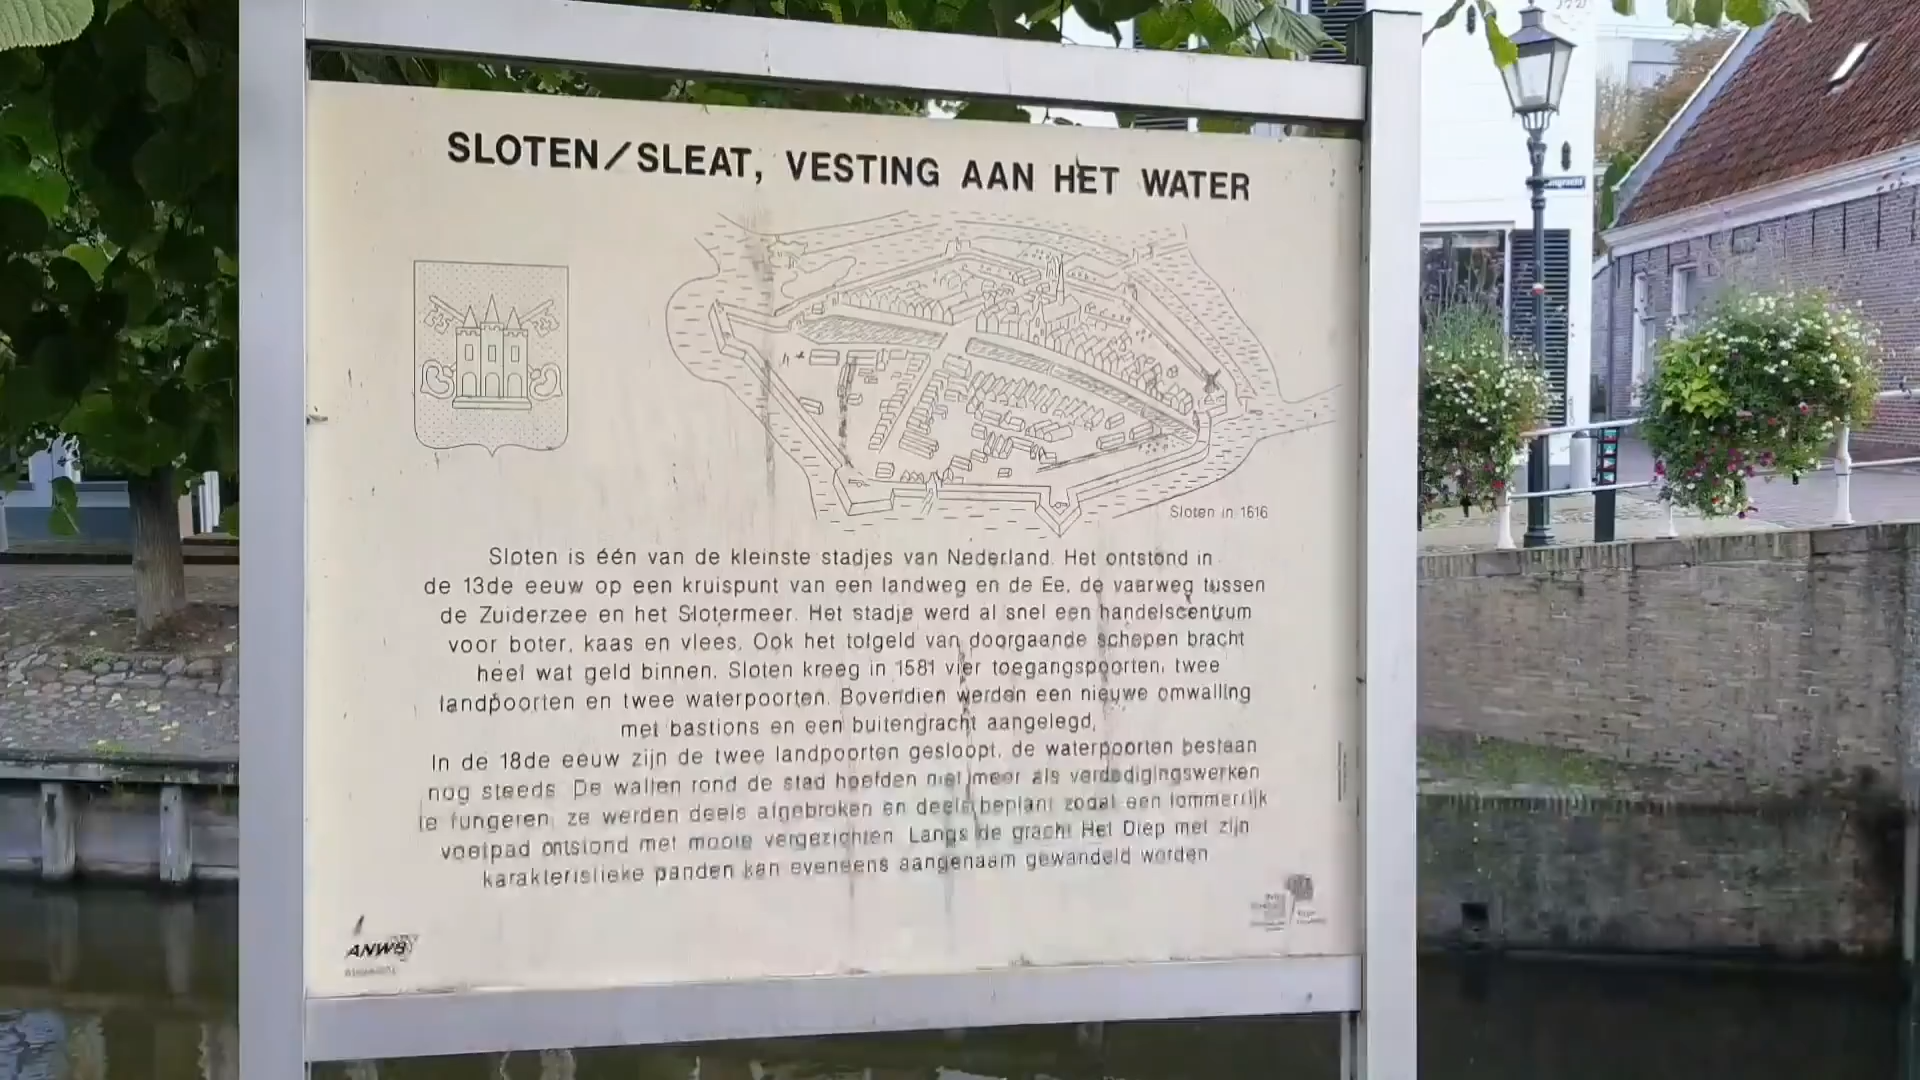 SLOTEN/SLEAT, VESTING AAN HET WATER
Sloten in 1616
Sloten is één van de kleinste stadjes van Nederland. Het ontstond in
de 13de eeuw op een kruispunt van een landweg en de Ee, de vaarweg tussen
de Zuiderzee en het Slotermeer. Het stadje werd al snel een handelscentrum
voor boter, kaas en vlees. Ook het tolgeld van doorgaande schepen bracht
heel wat geld binnen. Sloten kreeg in 1581 vier toegangspoorten, twee
landpoorten en twee waterpoorten. Bovendien werden een nieuwe omwalling
met bastions en een buitengracht aangelegd.
In de 18de eeuw zijn de twee landpoorten gesloopt, de waterpoorten bestaan
nog steeds. De wallen rond de stad hoefden niet meer als verdedigingswerken
te fungeren; ze werden deels afgebroken en deels beplant zodat een lommerrijk
voetpad ontstond met mooie vergezichten. Langs de gracht Het Diep met zijn
karakteristieke panden kan eveneens aangenaam gewandeld worden
ANWB